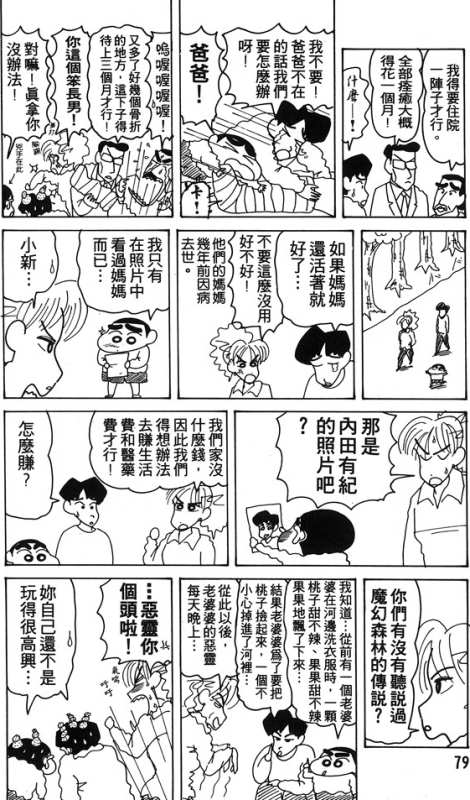 我得要住院
一陣子才行。
全部痊癒大概
得花一個月！
什麼─！
我不要！
爸爸不在
的話我們
要怎麼辦
呀！
爸爸！
嗚喔喔喔喔！
又多了好幾個骨折
的地方，這下子得
待上三個月才行！
你這個笨長男！
對嘛！真拿你
沒辦法！
兇手在此
如果媽媽
還活著就
好了…
不要這麼沒用
好不好！
他們的媽媽
幾年前因病
去世。
我只有
在照片中
看過媽媽
而已…
小新…
那是
內田有紀
的照片吧
？
我們家沒
什麼錢，
因此我們
得想辦法
去賺生活
費和醫藥
費才行！
怎麼賺？
你們有沒有聽説過
魔幻森林的傳說？
我知道…從前有一個老婆
婆在河邊洗衣服時，一顆
桃子甜不辣、果果甜不辣
果果地飄了下來…
結果老婆婆為了要把
桃子撿起來，一個不
小心掉進了河裡…
從此以後，
老婆婆的惡靈
每天晚上…
…惡靈你
個頭啦！
妳自己還不是
玩得很高興…
79